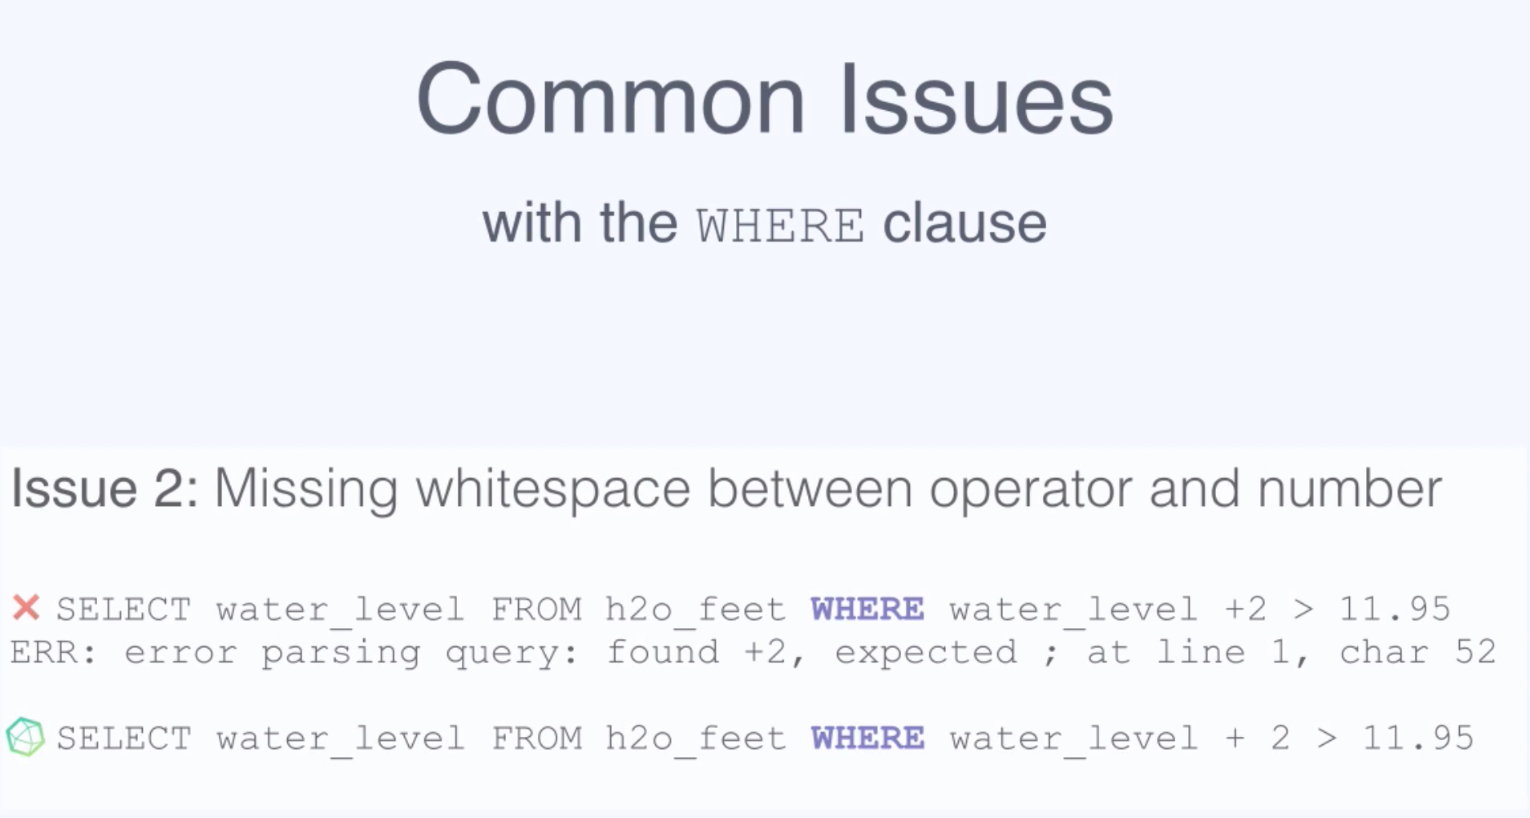 Common Issues
with the WHERE clause
Issue 2: Missing whitespace between operator and number
SELECT water_level FROM h2o_feet WHERE water_level +2 > 11.95
ERR: error parsing query: found +2, expected ; at line 1, char 52
SELECT water_level FROM h2o_feet WHERE water_level + 2 > 11.95